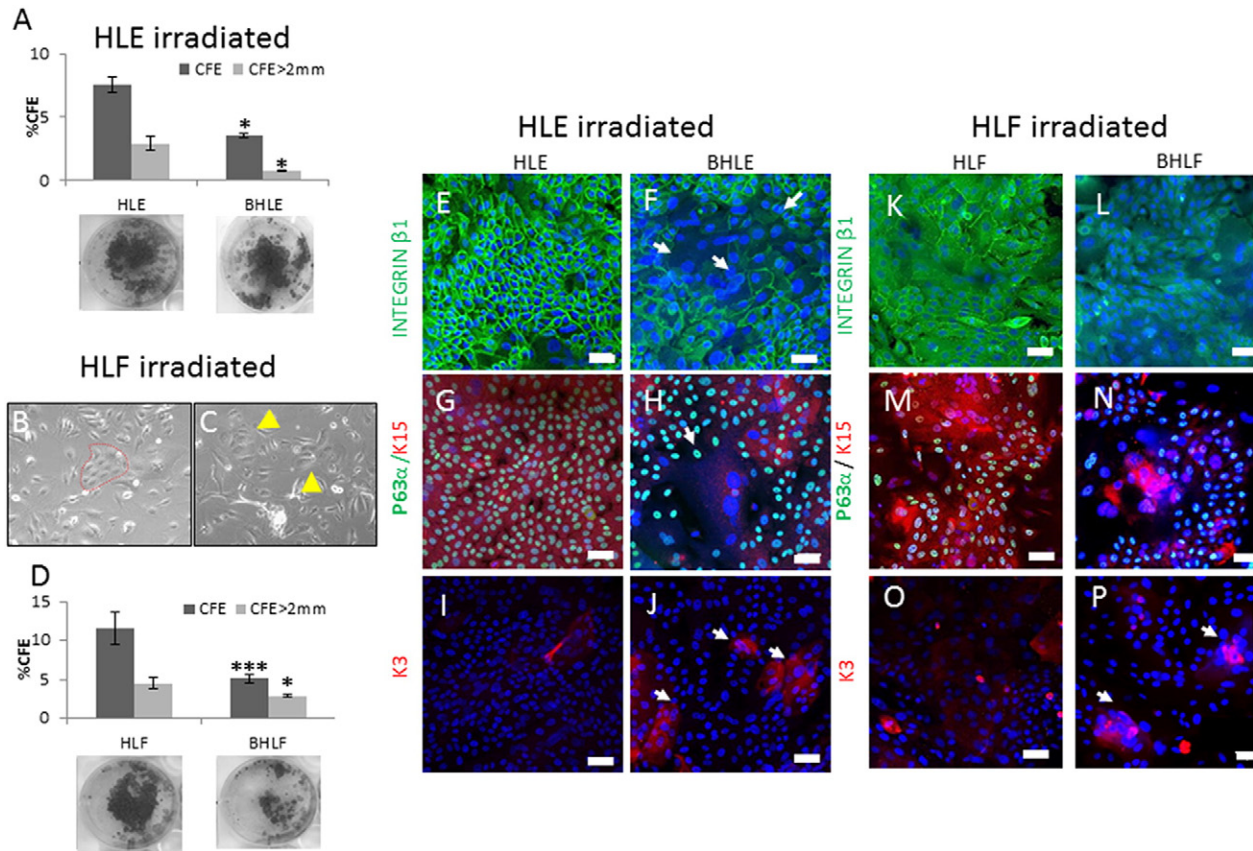 A
HLE irradiated
10
5
0
%CFE
CFE CFE>2mm
*
*
HLE BHLE
HLF irradiated
B C
D
15
10
5
0
%CFE
CFE CFE>2mm
***
*
HLF BHLF
HLE irradiated
HLE BHLE
INTEGRIN β1
E F
P63α/K15
G H
K3
I J
HLF irradiated
HLF BHLF
INTEGRIN β1
K L
P63α / K15
M N
K3
O P